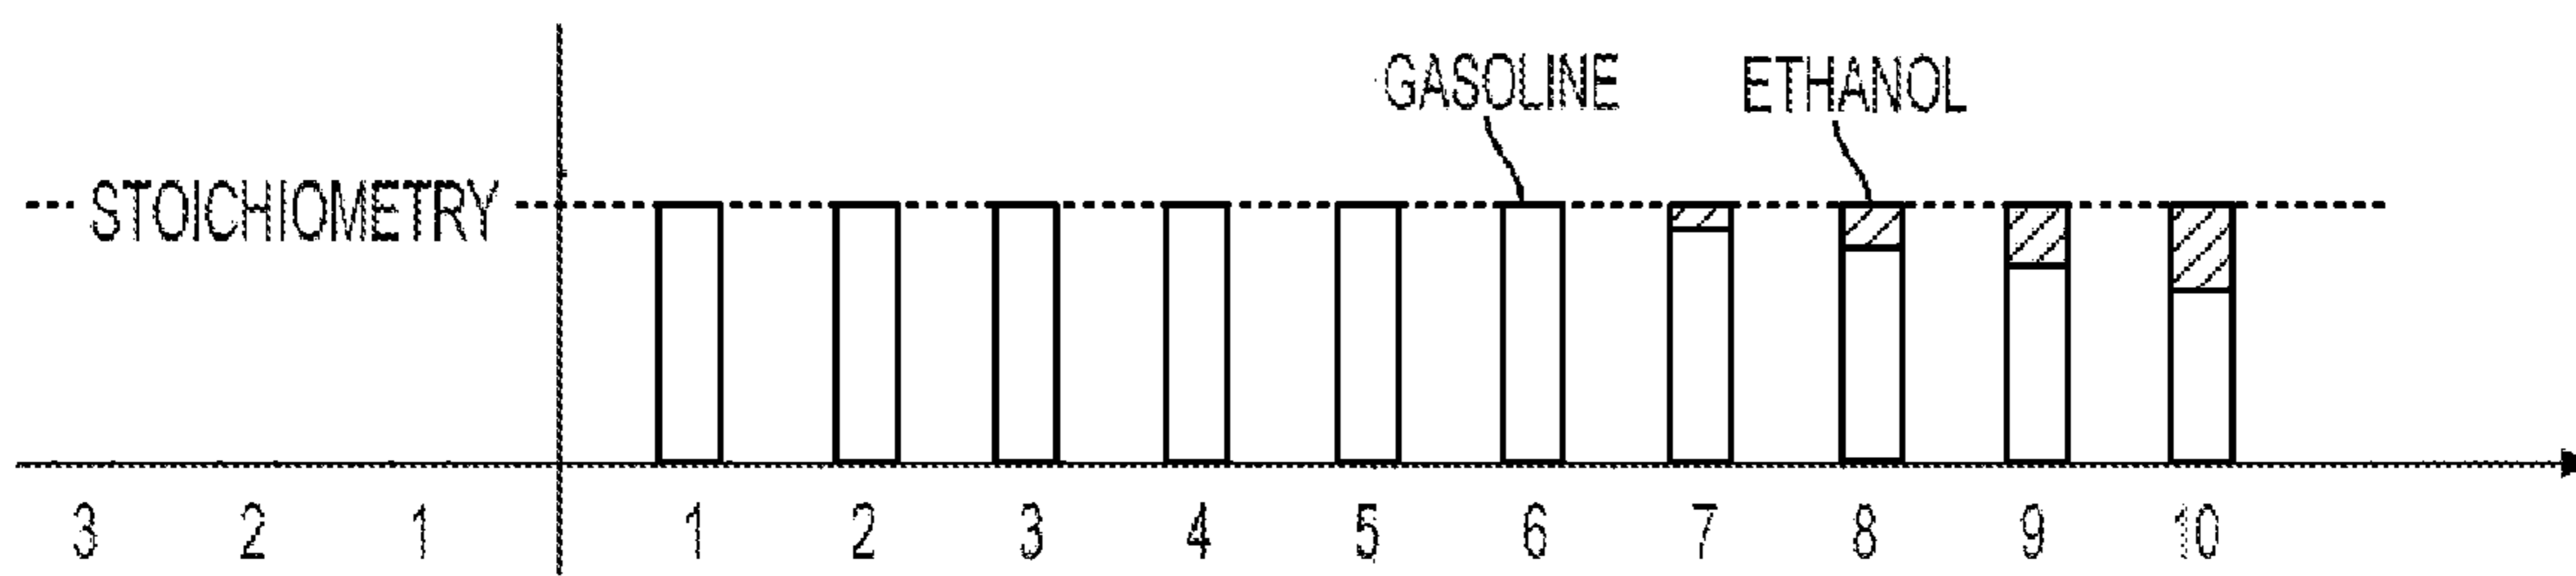 GASOLINE ETHANOL
STOICHIOMETRY
3 2 1 1 2 3 4 5 6 7 8 9 10